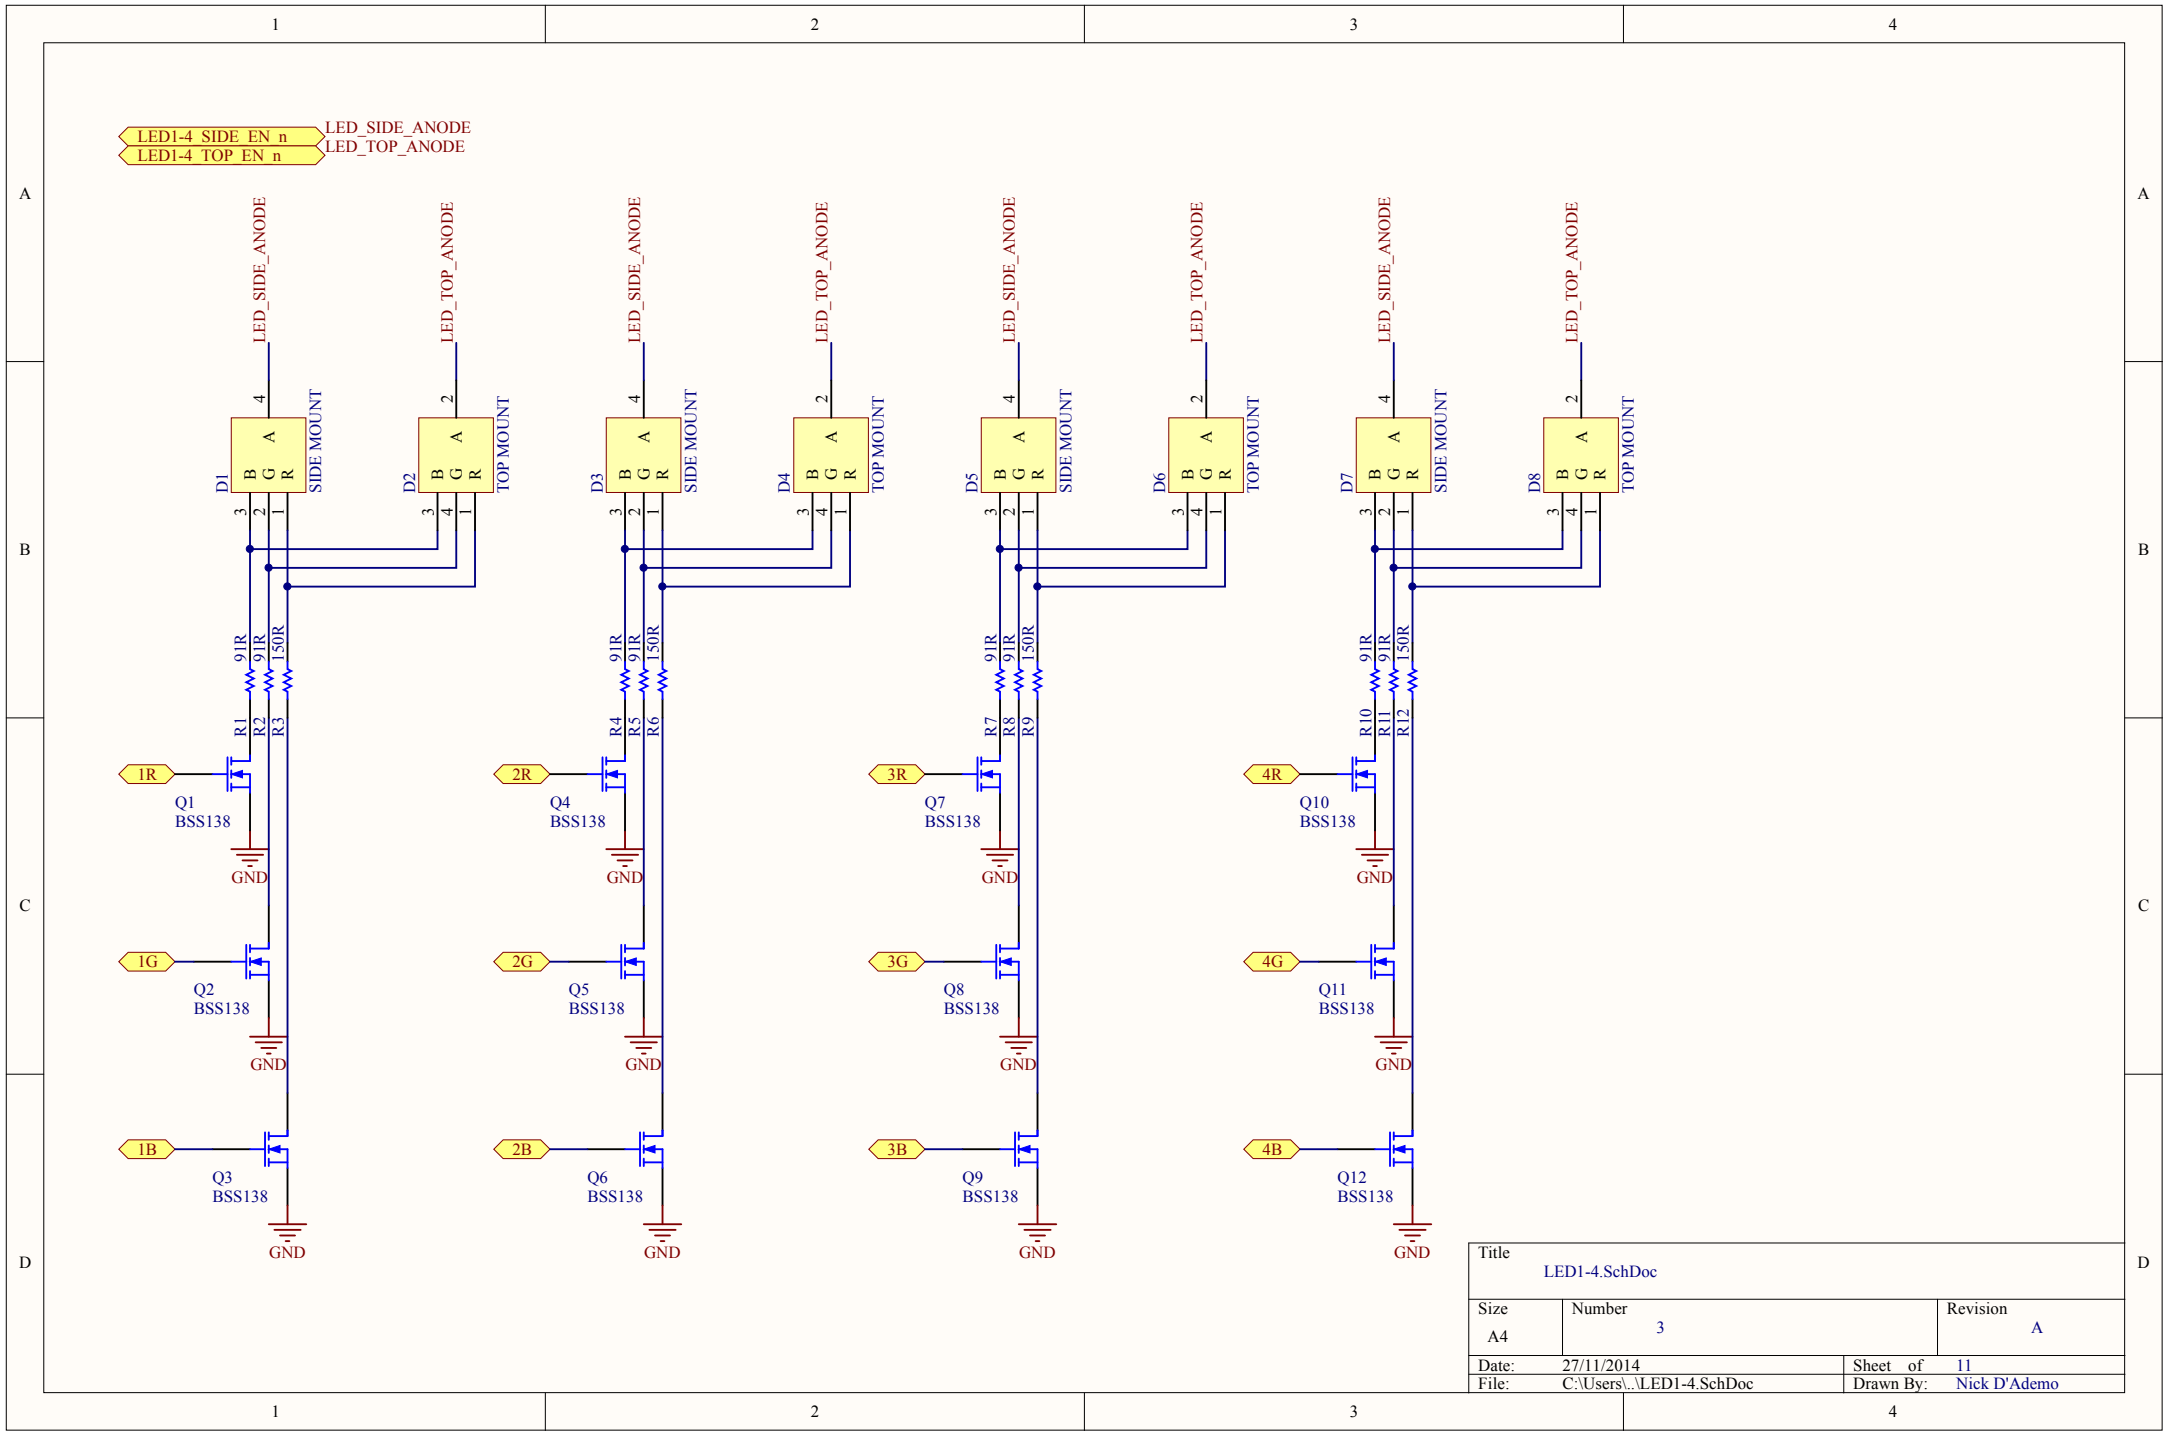 1 2 3 4
LED1-4_SIDE_EN_n LED_SIDE_ANODE
LED1-4_TOP_EN_n LED_TOP_ANODE
A A
LED_SIDE_ANODE LED_TOP_ANODE LED_SIDE_ANODE LED_TOP_ANODE LED_SIDE_ANODE LED_TOP_ANODE LED_SIDE_ANODE LED_TOP_ANODE
4 2 4 2 4 2 4 2
A A A A A A A A
B G R B G R B G R B G R B G R B G R B G R B G R
D1 SIDE MOUNT D2 TOP MOUNT D3 SIDE MOUNT D4 TOP MOUNT D5 SIDE MOUNT D6 TOP MOUNT D7 SIDE MOUNT D8 TOP MOUNT
3 2 1 3 4 1 3 2 1 3 4 1 3 2 1 3 4 1 3 2 1 3 4 1
B B
91R 91R 150R 91R 91R 150R 91R 91R 150R 91R 91R 150R
R1 R2 R3 R4 R5 R6 R7 R8 R9 R10 R11 R12
1R 2R 3R 4R
Q1 Q4 Q7 Q10
BSS138 BSS138 BSS138 BSS138
GND GND GND GND
C C
1G 2G 3G 4G
Q2 Q5 Q8 Q11
BSS138 BSS138 BSS138 BSS138
GND GND GND GND
1B 2B 3B 4B
Q3 Q6 Q9 Q12
BSS138 BSS138 BSS138 BSS138
GND GND GND GND
D D
Title
LED1-4.SchDoc
Size Number Revision
A4 3 A
Date: 27/11/2014 Sheet of 11
File: C:\Users\..\LED1-4.SchDoc Drawn By: Nick D'Ademo
1 2 3 4